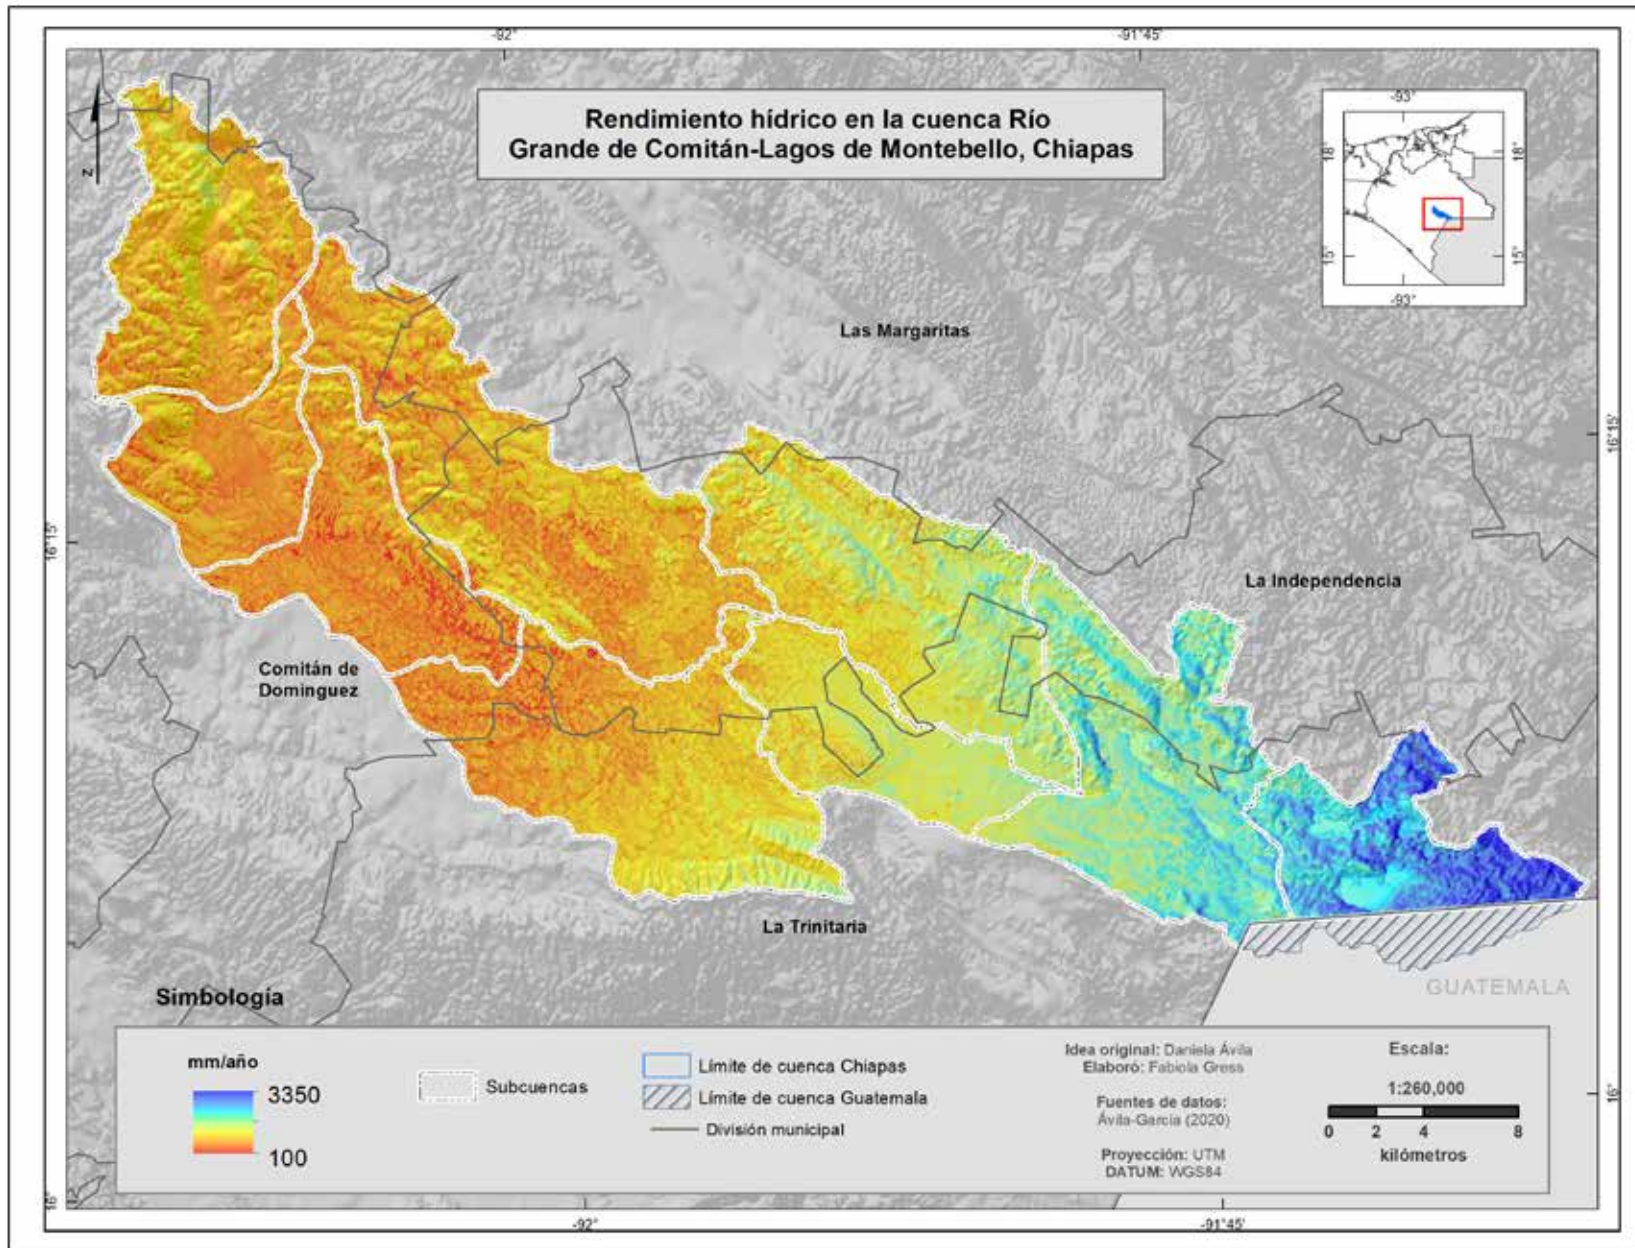 -92°
-91°45'
Rendimiento hídrico en la cuenca Río
Grande de Comitán-Lagos de Montebello, Chiapas
-93°
18°
18°
15°
15°
-93°
z
Las Margaritas
16°15'
16°15'
La Independencia
Comitán de
Dominguez
La Trinitaria
GUATEMALA
Simbología
mm/año
3350
100
Subcuencas
Límite de cuenca Chiapas
Límite de cuenca Guatemala
División municipal
Idea original: Daniela Ávila
Elaboró: Fabiola Gress
Fuentes de datos:
Ávila-García (2020)
Proyección: UTM
DATUM: WGS84
Escala:
1:260,000
0 2 4 8
kilómetros
16°
16°
-92°
-91°45'